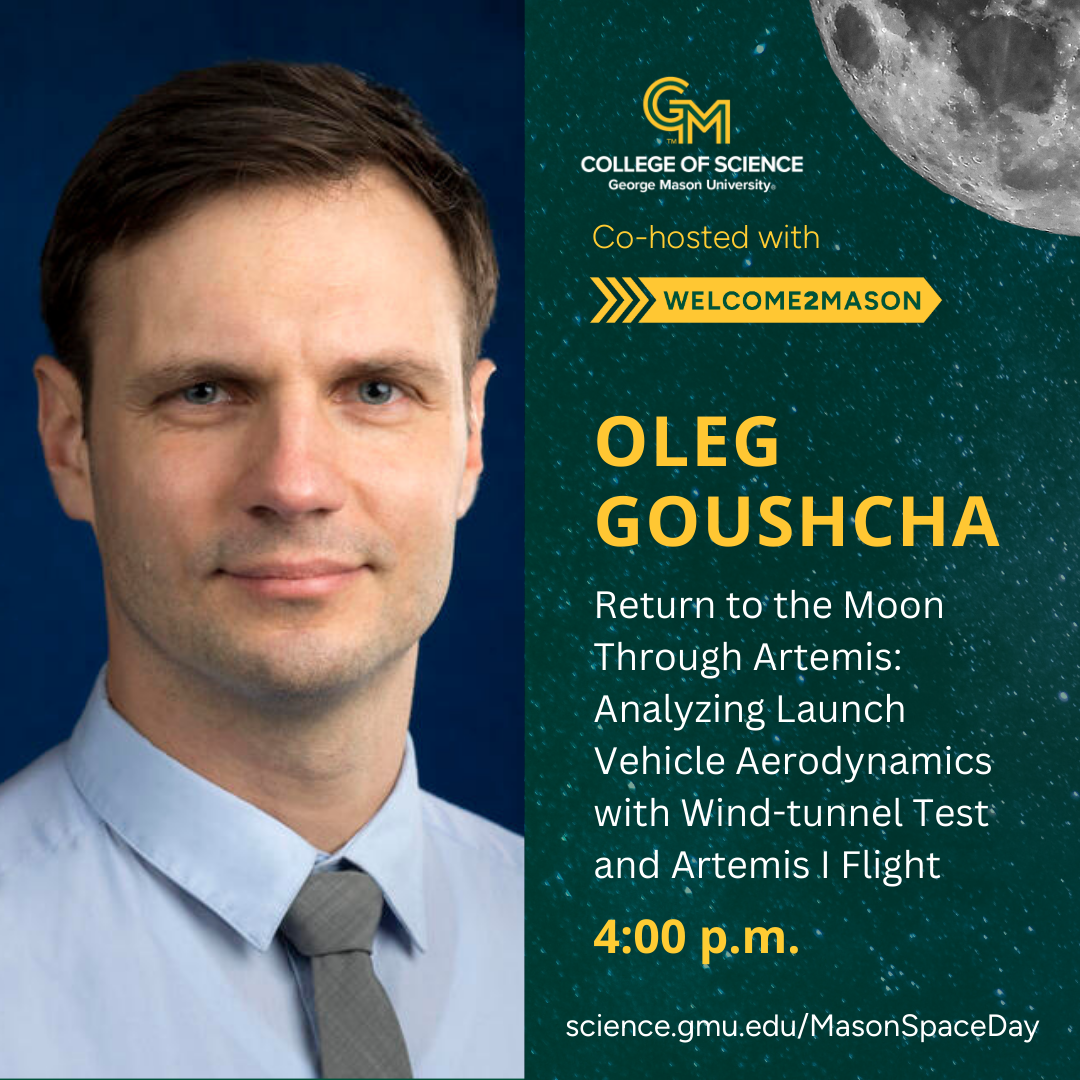 GM
TM
COLLEGE OF SCIENCE
George Mason University®
Co-hosted with
WELCOME2MASON
OLEG
GOUSHCHA
Return to the Moon
Through Artemis:
Analyzing Launch
Vehicle Aerodynamics
with Wind-tunnel Test
and Artemis I Flight
4:00 p.m.
science.gmu.edu/MasonSpaceDay